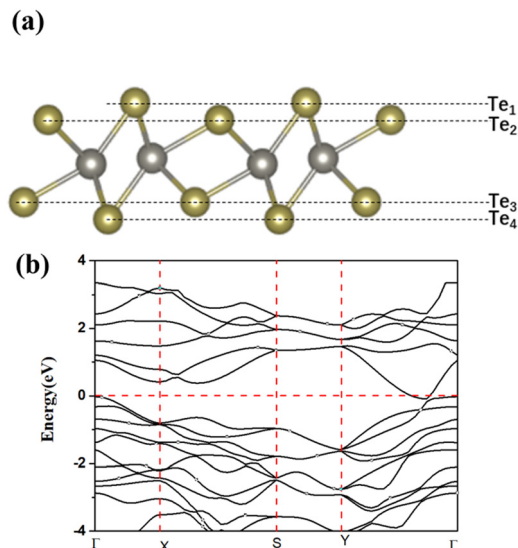 (a)
Te1
Te2
Te3
Te4
(b)
Energy(eV)
4
2
0
-2
-4
Γ X S Y Γ